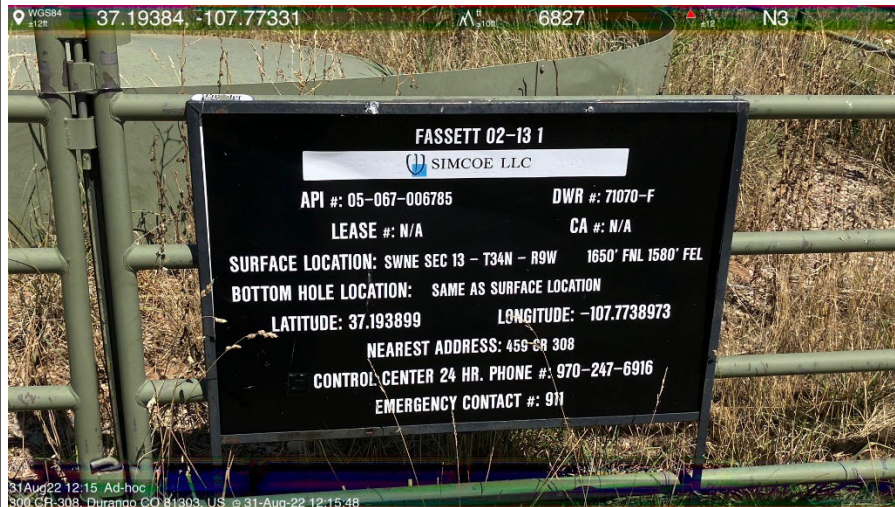 WGS84 ±12ft 37.19384, -107.77331 ft ±10ft 6827 °T ±12 N3
FASSETT 02-13 1
SIMCOE LLC
API #: 05-067-006785 DWR #: 71070-F
LEASE #: N/A CA #: N/A
SURFACE LOCATION: SWNE SEC 13 - T34N - R9W 1650' FNL 1580' FEL
BOTTOM HOLE LOCATION: SAME AS SURFACE LOCATION
LATITUDE: 37.193899 LONGITUDE: -107.7738973
NEAREST ADDRESS: 459 CR 308
CONTROL CENTER 24 HR. PHONE #: 970-247-6916
EMERGENCY CONTACT #: 911
31Aug22 12:15 Ad-hoc
300 CR-308, Durango CO 81303, US 31-Aug-22 12:15:48